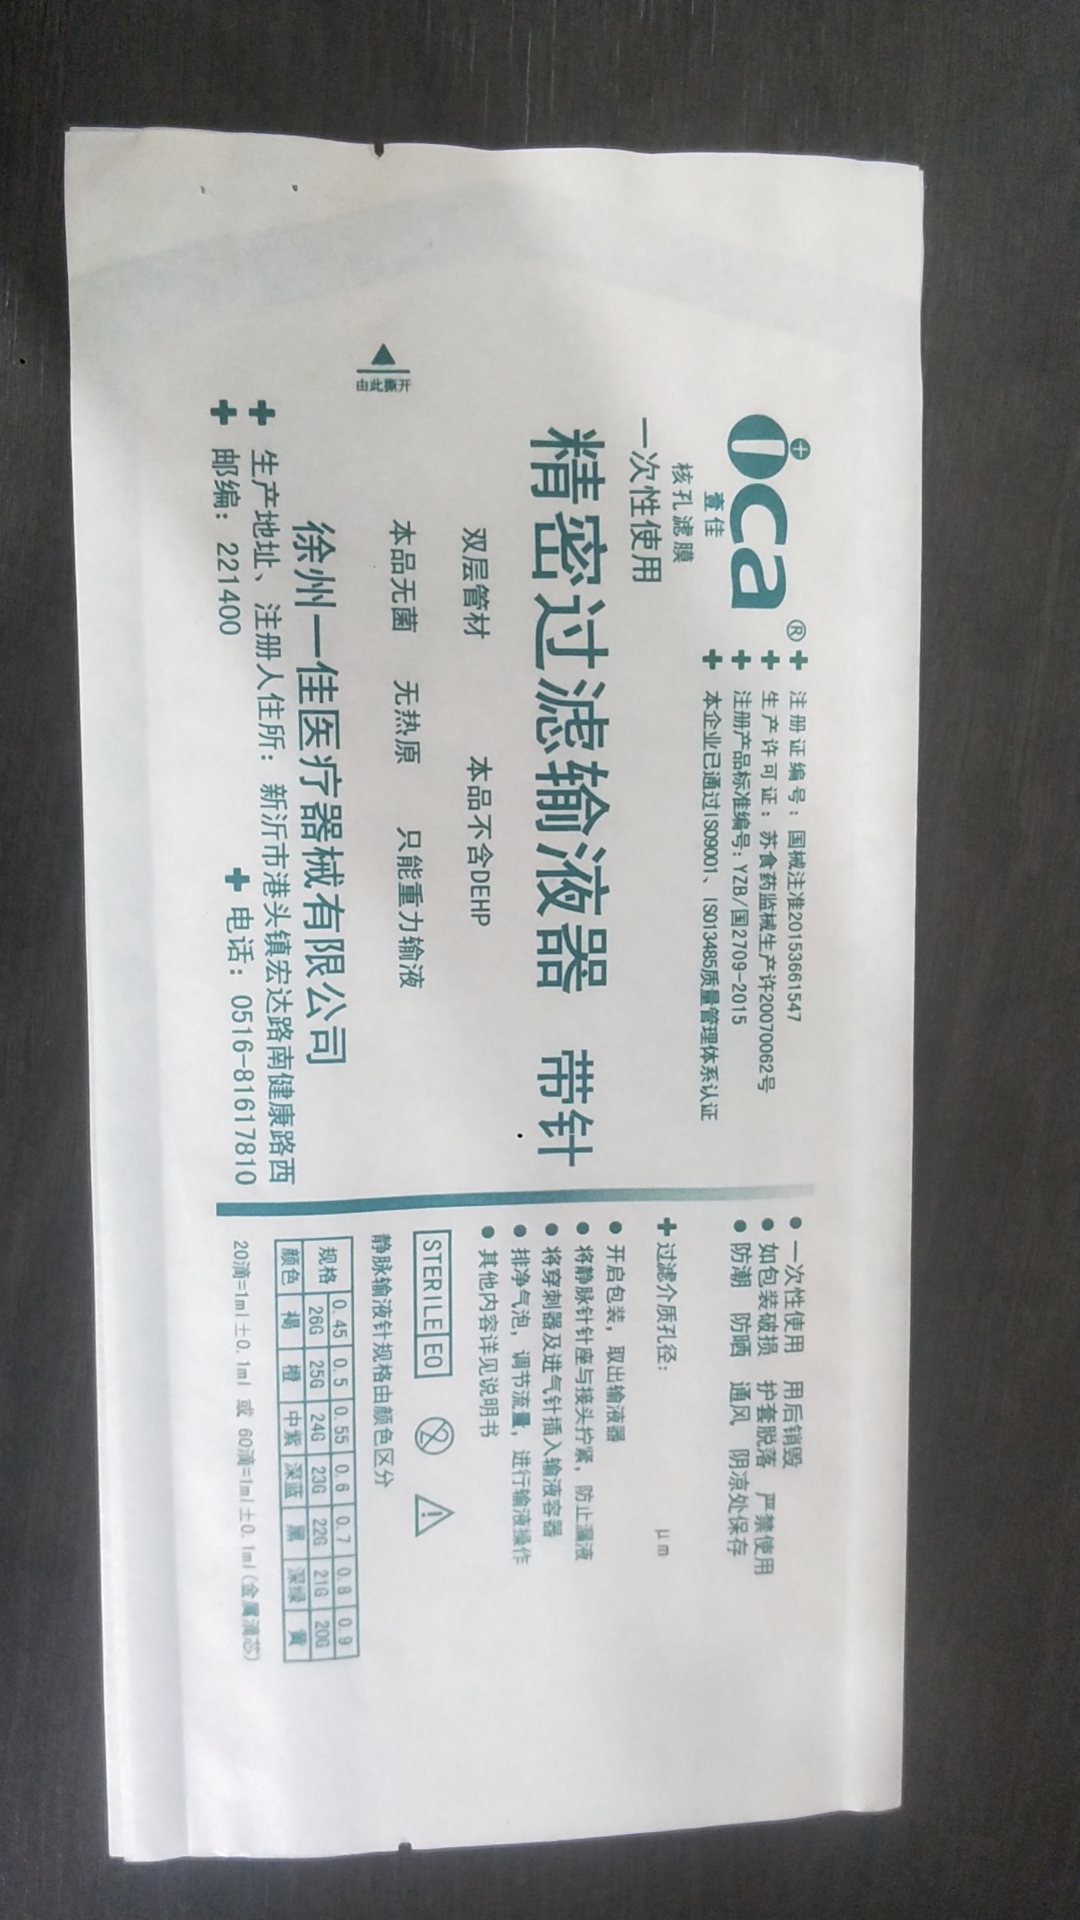 ica®
壹佳
核孔滤膜
注册证编号：国械注准20153661547
生产许可证：苏食药监械生产许20070062号
注册产品标准编号：YZB/国2709-2015
本企业已通过ISO9001、ISO13485质量管理体系认证
一次性使用
精密过滤输液器 带针
双层管材 本品不含DEHP
本品无菌 无热原 只能重力输液
徐州一佳医疗器械有限公司
生产地址、注册人住所：新沂市港头镇宏达路南健康路西
邮编：221400 电话：0516-81617810
● 一次性使用 用后销毁
● 如包装破损 护套脱落 严禁使用
● 防潮 防晒 通风 阴凉处保存
过滤介质孔径： μm
● 开启包装，取出输液器
● 将静脉针针座与接头拧紧，防止漏液
● 将穿刺器及进气针插入输液容器
● 排净气泡，调节流量，进行输液操作
● 其他内容详见说明书
STERILE EO
2
静脉输液针规格由颜色区分
规格 0.45 0.5 0.55 0.6 0.7 0.8 0.9
26G 25G 24G 23G 22G 21G 20G
颜色 褐 橙 中紫 深蓝 黑 深绿 黄
20滴=1ml±0.1ml 或 60滴=1ml±0.1ml(金属滴芯)